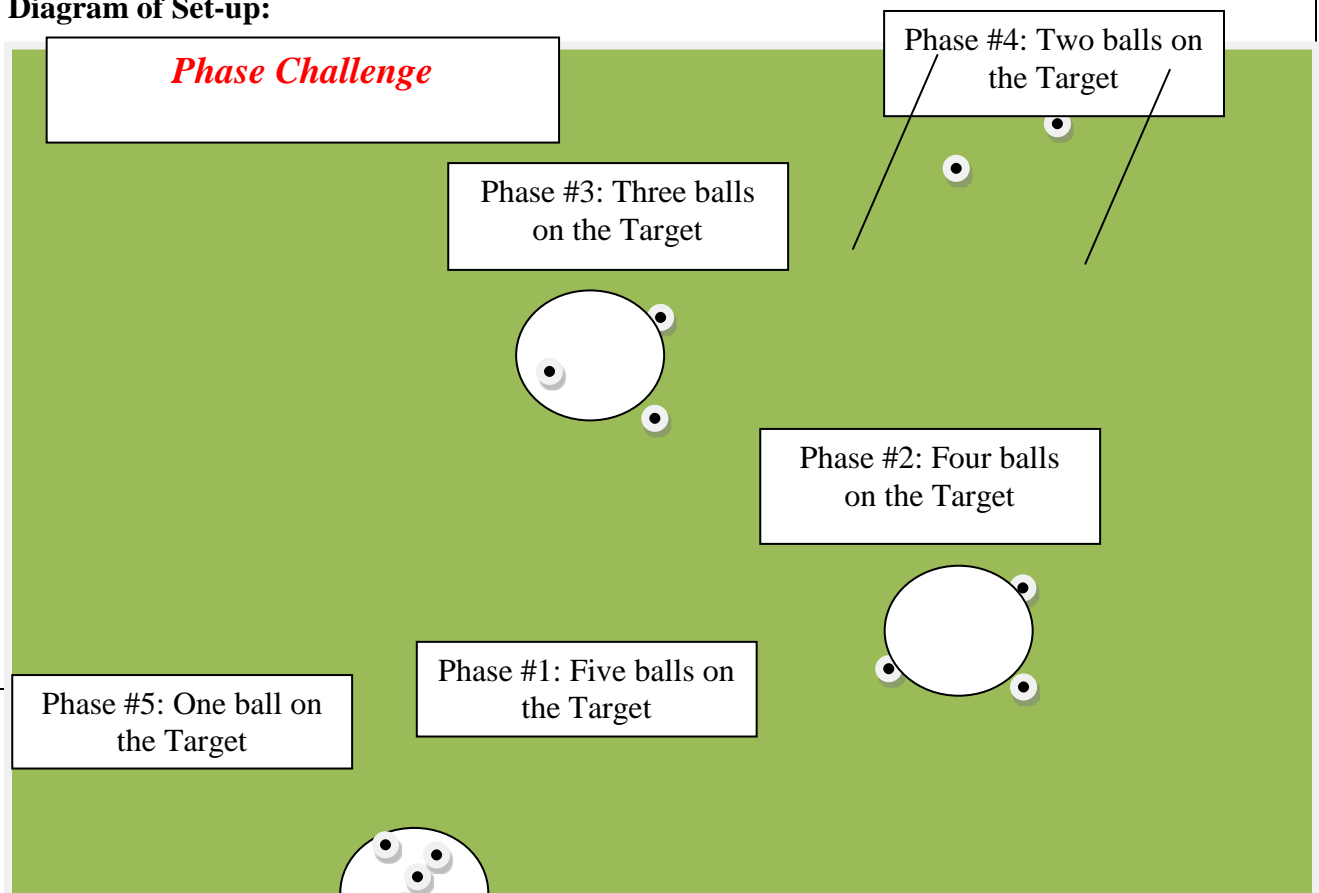 Diagram of Set-up:
Phase Challenge
Phase #4: Two balls on
the Target
Phase #3: Three balls
on the Target
Phase #2: Four balls
on the Target
Phase #1: Five balls on
the Target
Phase #5: One ball on
the Target